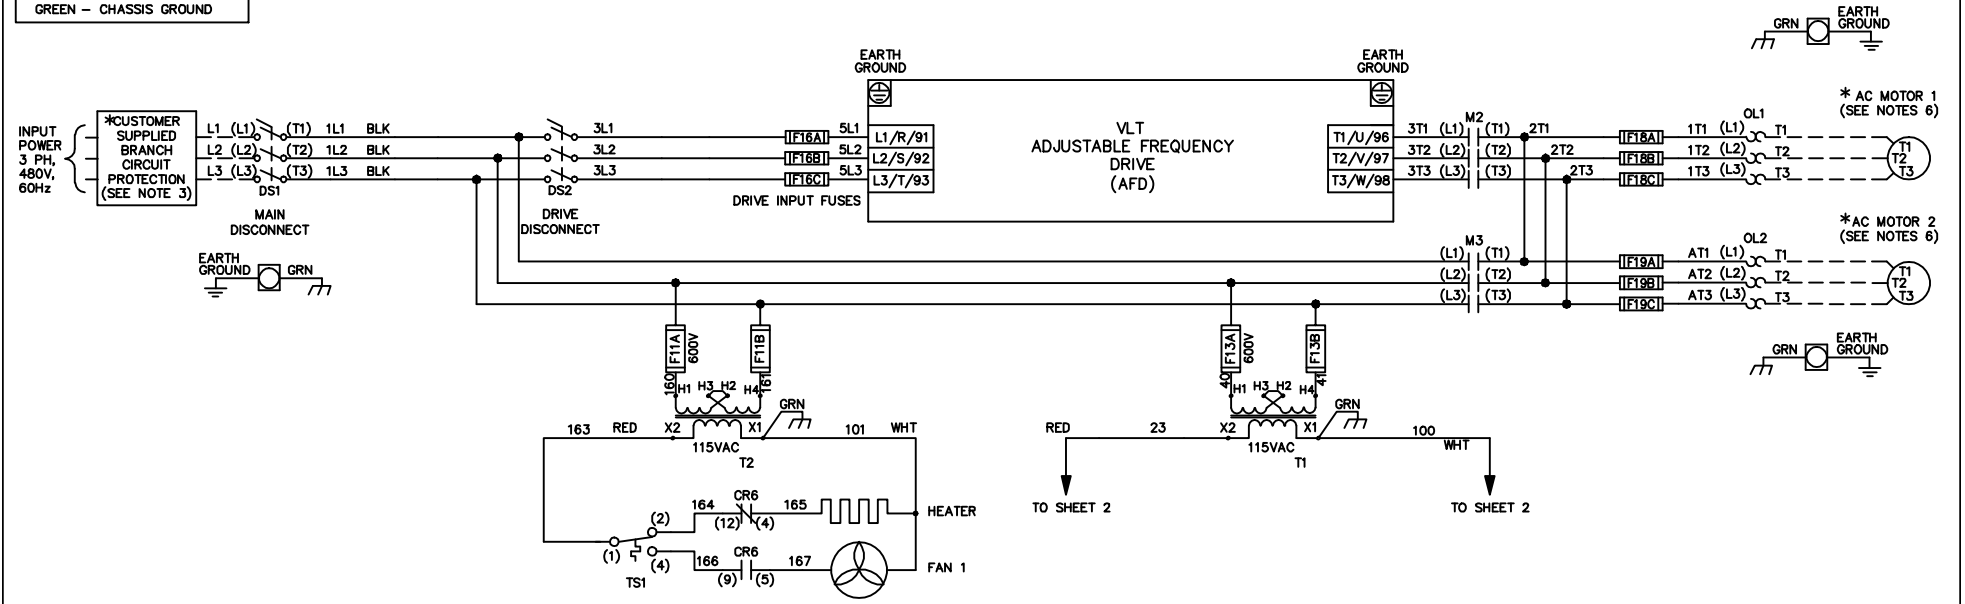 GREEN – CHASSIS GROUND
EARTH
GROUND
GRN
EARTH
GROUND
EARTH
GROUND
INPUT
POWER
3 PH,
480V,
60Hz
*CUSTOMER
SUPPLIED
BRANCH
CIRCUIT
PROTECTION
(SEE NOTE 3)
L1 (L1) (T1) 1L1 BLK
L2 (L2) (T2) 1L2 BLK
L3 (L3) (T3) 1L3 BLK
DS1
MAIN
DISCONNECT
3L1
3L2
3L3
DS2
DRIVE
DISCONNECT
F16A
F16B
F16C
DRIVE INPUT FUSES
5L1
5L2
5L3
L1/R/91
L2/S/92
L3/T/93
VLT
ADJUSTABLE FREQUENCY
DRIVE
(AFD)
T1/U/96
T2/V/97
T3/W/98
M2
3T1 (L1) (T1) 2T1
3T2 (L2) (T2) 2T2
3T3 (L3) (T3) 2T3
F18A
F18B
F18C
OL1
1T1 (L1) T1
1T2 (L2) T2
1T3 (L3) T3
* AC MOTOR 1
(SEE NOTES 6)
T1
T2
T3
EARTH
GROUND
GRN
M3
(L1) (T1)
(L2) (T2)
(L3) (T3)
F19A
F19B
F19C
OL2
AT1 (L1) T1
AT2 (L2) T2
AT3 (L3) T3
*AC MOTOR 2
(SEE NOTES 6)
T1
T2
T3
GRN
EARTH
GROUND
F11A
600V
F11B
160
161
H1 H3 H2 H4
GRN
163 RED X2 X1 101 WHT
115VAC
T2
F13A
600V
F13B
40
41
H1 H3 H2 H4
GRN
RED 23 X2 X1 100 WHT
115VAC
T1
TO SHEET 2
TO SHEET 2
CR6
164 165
(2) (12) (4)
HEATER
(1)
(4)
TS1
CR6
166 167
(9) (5)
FAN 1